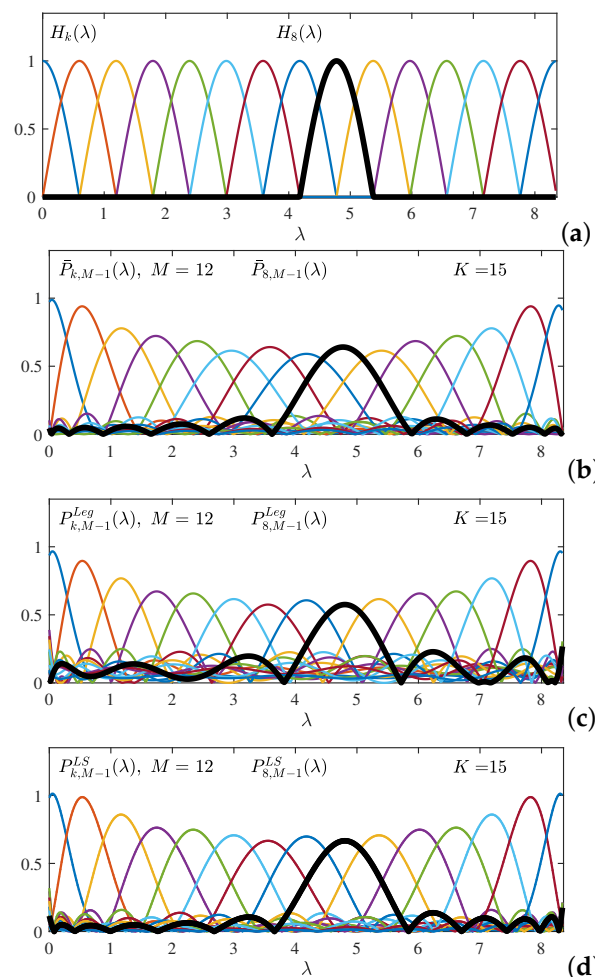 H_k(λ) H_8(λ)
1
0.5
0
0 1 2 3 4 5 6 7 8
λ
(a)
P̄_{k,M−1}(λ), M = 12 P̄_{8,M−1}(λ) K =15
1
0.5
0
0 1 2 3 4 5 6 7 8
λ
(b)
P^{Leg}_{k,M−1}(λ), M = 12 P^{Leg}_{8,M−1}(λ) K =15
1
0.5
0
0 1 2 3 4 5 6 7 8
λ
(c)
P^{LS}_{k,M−1}(λ), M = 12 P^{LS}_{8,M−1}(λ) K =15
1
0.5
0
0 1 2 3 4 5 6 7 8
λ
(d)